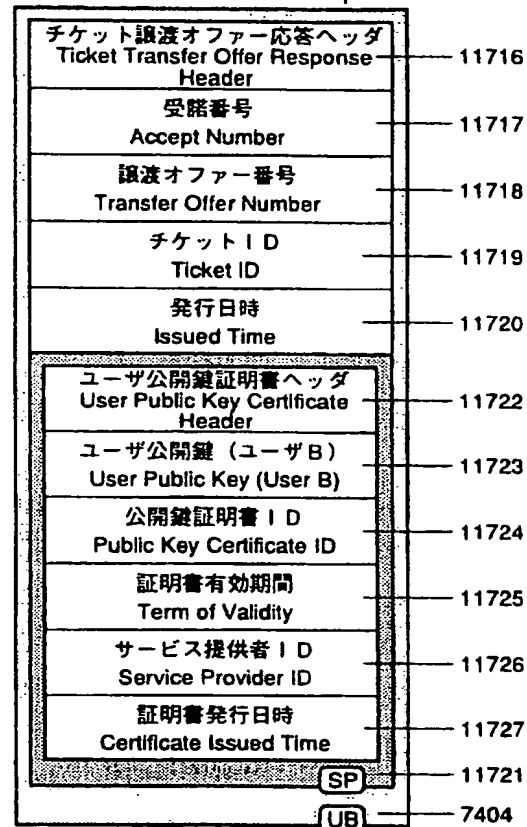 チケット譲渡オファー応答ヘッダ
Ticket Transfer Offer Response
Header
11716
受諾番号
Accept Number
11717
譲渡オファー番号
Transfer Offer Number
11718
チケットＩＤ
Ticket ID
11719
発行日時
Issued Time
11720
ユーザ公開鍵証明書ヘッダ
User Public Key Certificate
Header
11722
ユーザ公開鍵（ユーザＢ）
User Public Key (User B)
11723
公開鍵証明書ＩＤ
Public Key Certificate ID
11724
証明書有効期間
Term of Validity
11725
サービス提供者ＩＤ
Service Provider ID
11726
証明書発行日時
Certificate Issued Time
11727
SP
11721
UB
7404